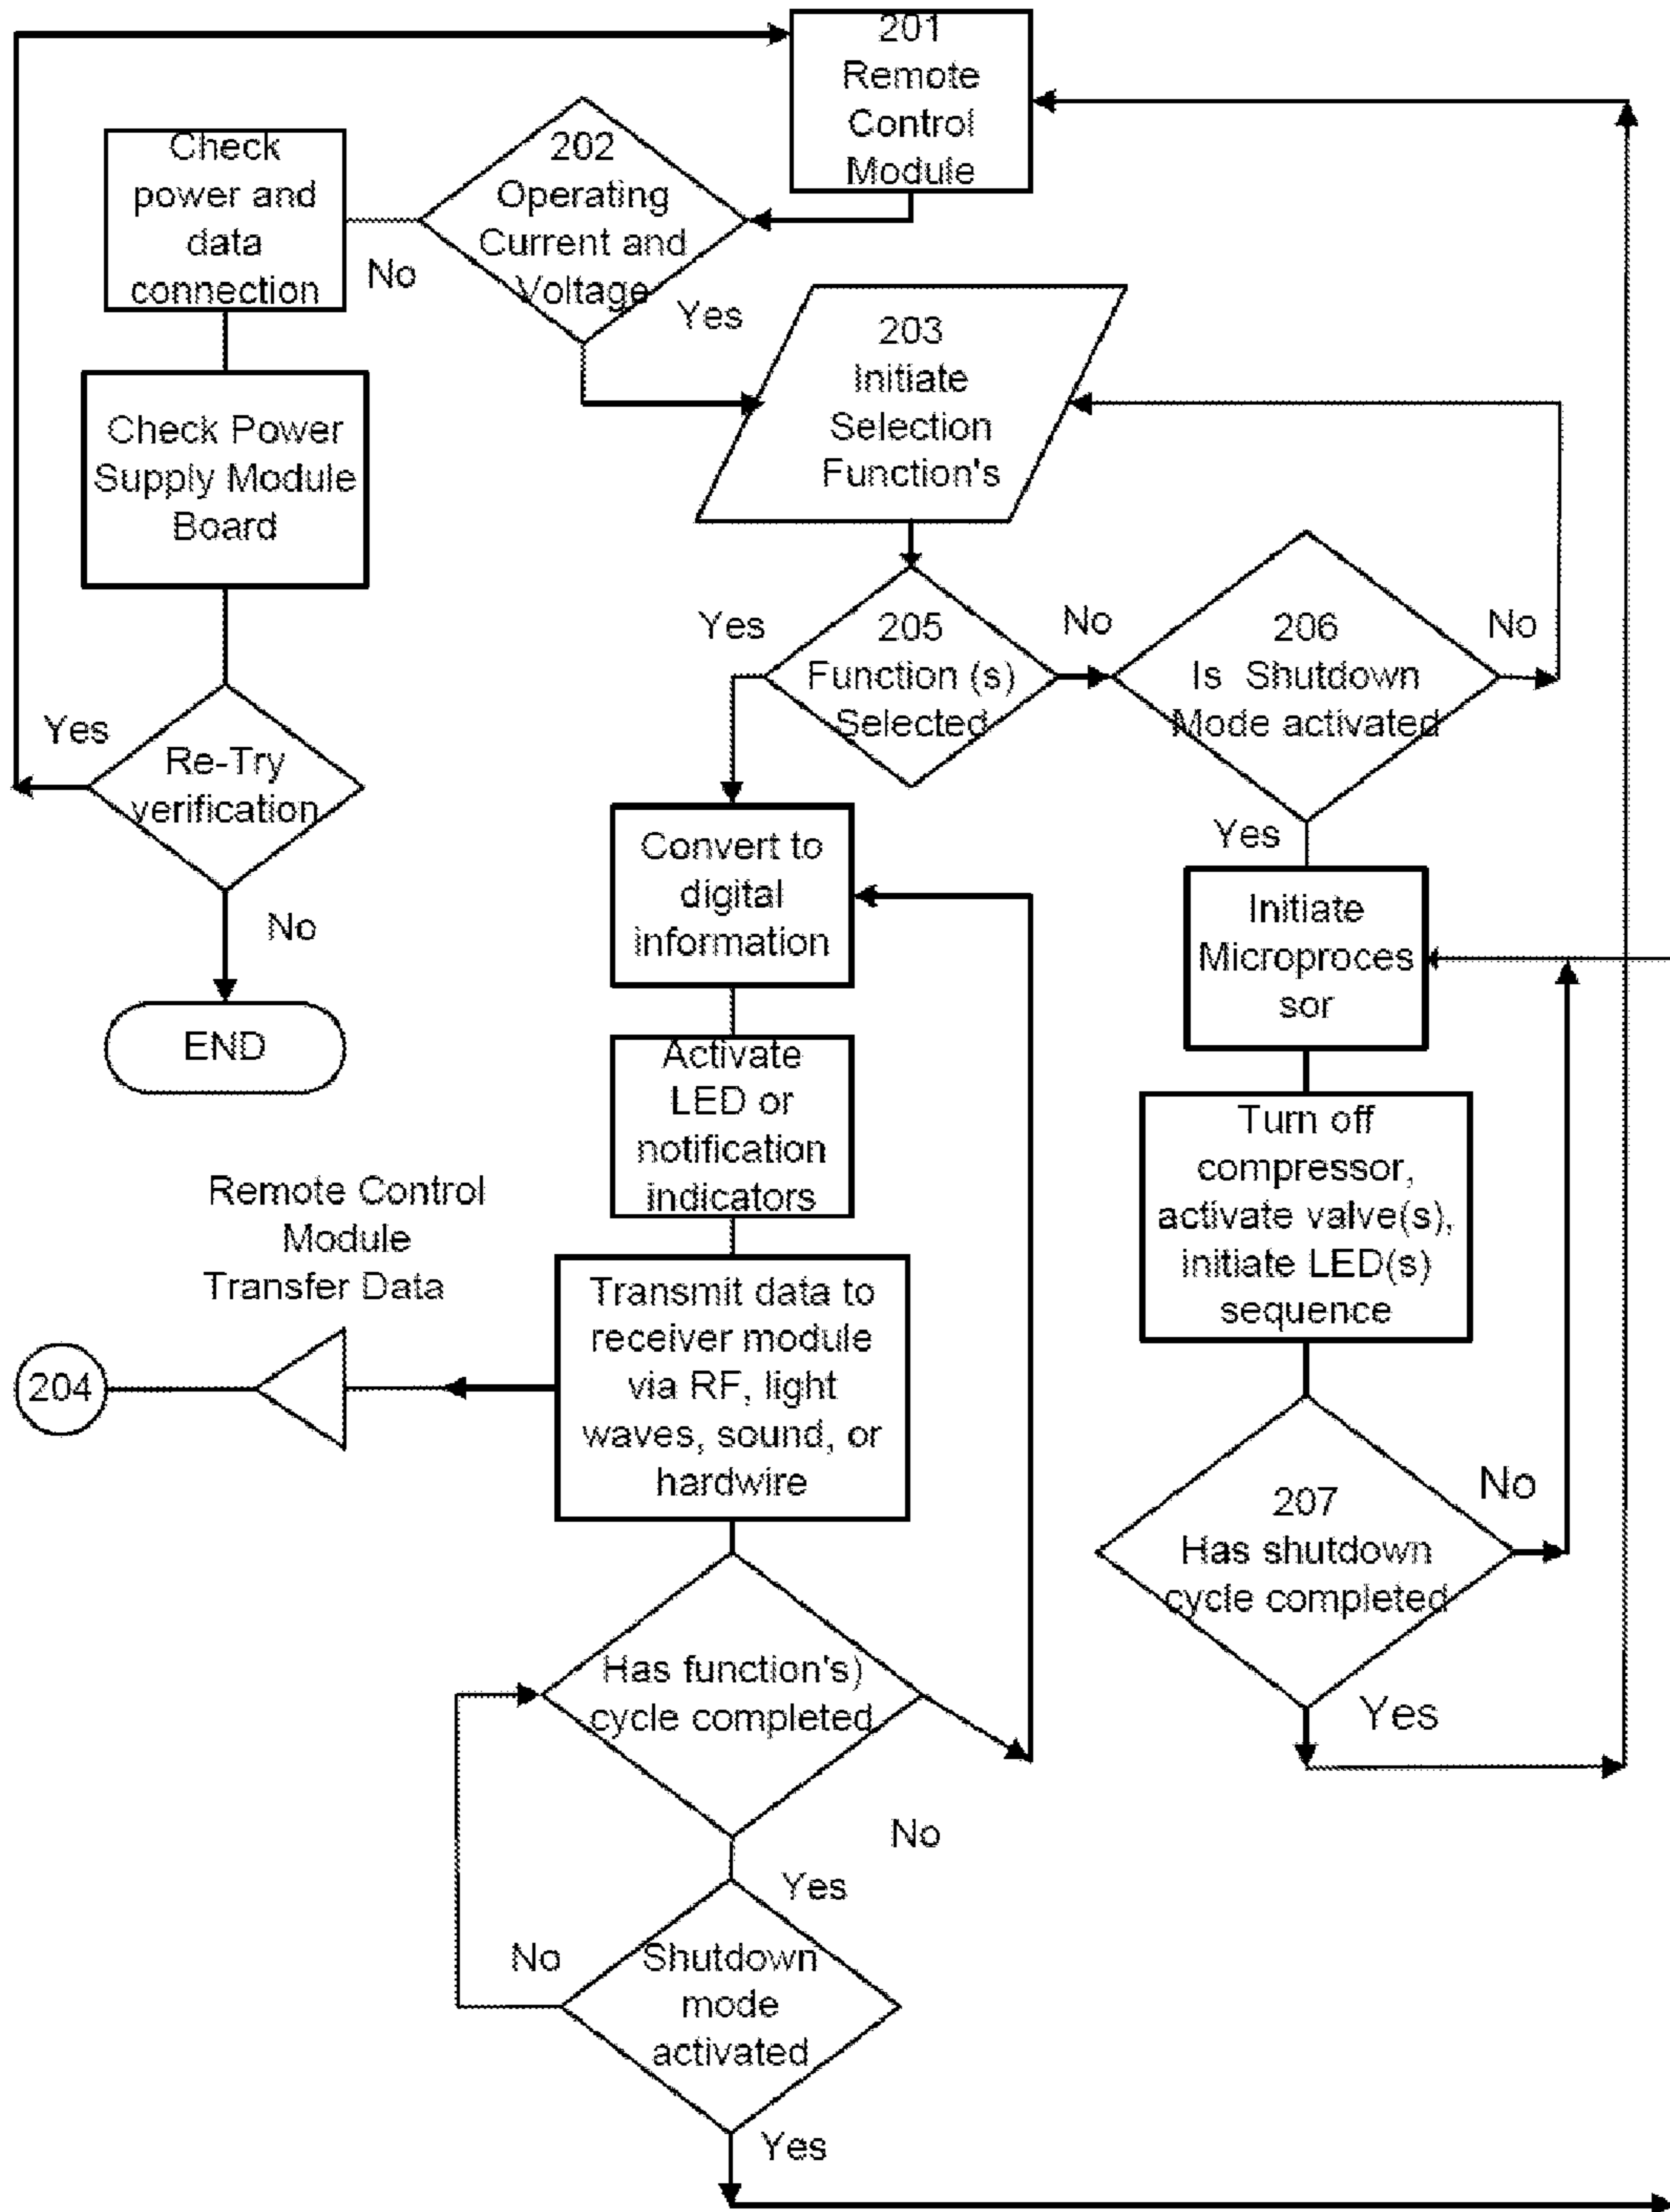 201
Remote
Control
Module
202
Operating
Current and
Voltage
No
Yes
Check
power and
data
connection
Check Power
Supply Module
Board
Yes
Re-Try
verification
No
END
203
Initiate
Selection
Function's
Yes
205
Function (s)
Selected
No
206
Is Shutdown
Mode activated
No
Yes
Convert to
digital
information
Activate
LED or
notification
indicators
Remote Control
Module
Transfer Data
204
Transmit data to
receiver module
via RF, light
waves, sound, or
hardwire
Has function's)
cycle completed
No
Yes
No
Shutdown
mode
activated
Yes
Initiate
Microproces
sor
Turn off
compressor,
activate valve(s),
initiate LED(s)
sequence
207
Has shutdown
cycle completed
No
Yes